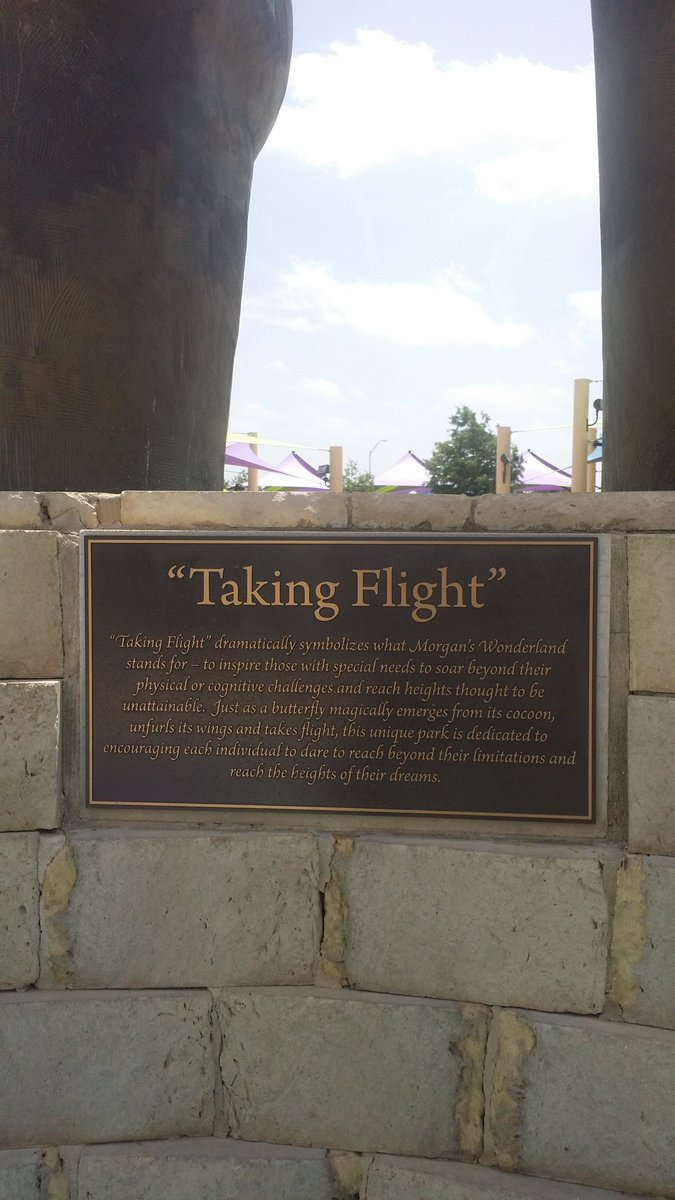 “Taking Flight”
“Taking Flight” dramatically symbolizes what Morgan’s Wonderland
stands for – to inspire those with special needs to soar beyond their
physical or cognitive challenges and reach heights thought to be
unattainable. Just as a butterfly magically emerges from its cocoon,
unfurls its wings and takes flight, this unique park is dedicated to
encouraging each individual to dare to reach beyond their limitations and
reach the heights of their dreams.